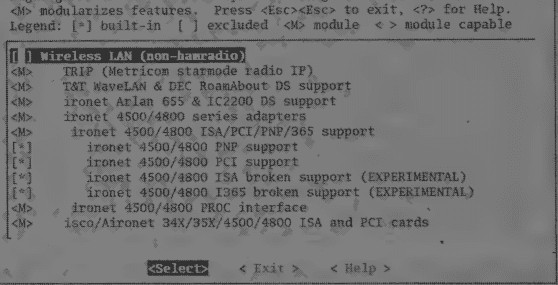 <M> modularizes features. Press <Esc><Esc> to exit, <?> for Help.
Legend: [*] built-in [ ] excluded <M> module < > module capable
[ ] Wireless LAN (non-hamradio)
<M> TRIP (Metricom starmode radio IP)
<M> T&T WaveLAN & DEC RoamAbout DS support
<M> ironet Arlan 655 & IC2200 DS support
<M> ironet 4500/4800 series adapters
<M> ironet 4500/4800 ISA/PCI/PNP/365 support
[*] ironet 4500/4800 PNP support
[*] ironet 4500/4800 PCI support
[*] ironet 4500/4800 ISA broken support (EXPERIMENTAL)
[*] ironet 4500/4800 I365 broken support (EXPERIMENTAL)
<M> ironet 4500/4800 PROC interface
<M> isco/Aironet 34X/35X/4500/4800 ISA and PCI cards
<Select> < Exit > < Help >